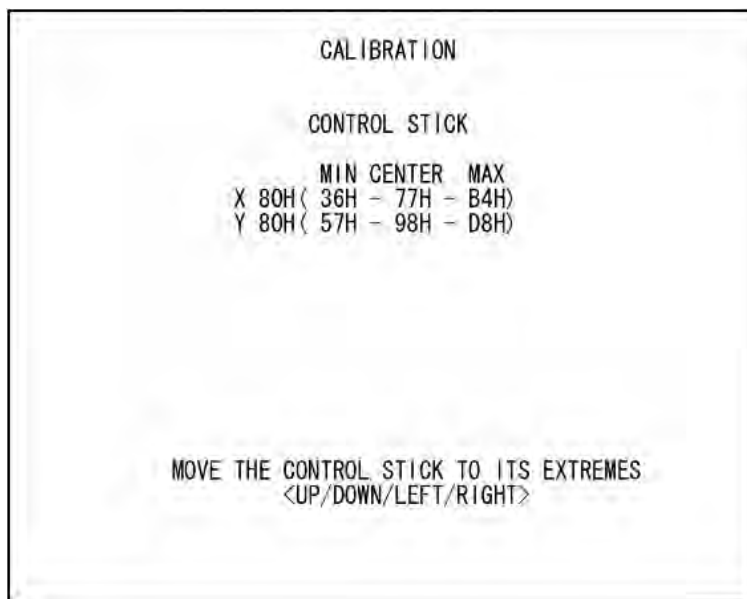 CALIBRATION
CONTROL STICK
MIN CENTER MAX
X 80H( 36H - 77H - B4H)
Y 80H( 57H - 98H - D8H)
MOVE THE CONTROL STICK TO ITS EXTREMES
<UP/DOWN/LEFT/RIGHT>